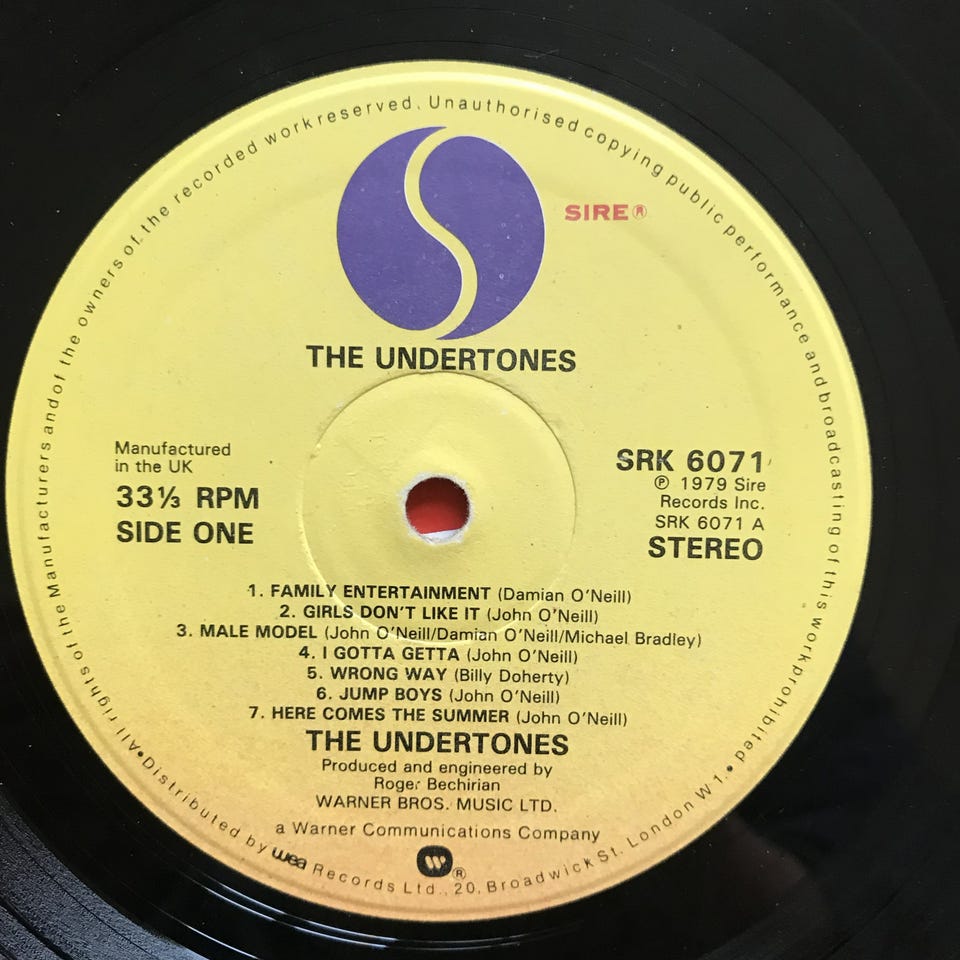 All rights of the Manufacturers and of the owners of the recorded work reserved. Unauthorised copying public performance and broadcasting of this work prohibited
SIRE®
THE UNDERTONES
Manufactured
in the UK
33⅓ RPM
SIDE ONE
SRK 6071
℗ 1979 Sire
Records Inc.
SRK 6071 A
STEREO
1. FAMILY ENTERTAINMENT (Damian O'Neill)
2. GIRLS DON'T LIKE IT (John O'Neill)
3. MALE MODEL (John O'Neill/Damian O'Neill/Michael Bradley)
4. I GOTTA GETTA (John O'Neill)
5. WRONG WAY (Billy Doherty)
6. JUMP BOYS (John O'Neill)
7. HERE COMES THE SUMMER (John O'Neill)
THE UNDERTONES
Produced and engineered by
Roger Bechirian
WARNER BROS. MUSIC LTD.
a Warner Communications Company
W®
•Distributed by wea Records Ltd., 20, Broadwick St. London W1.•